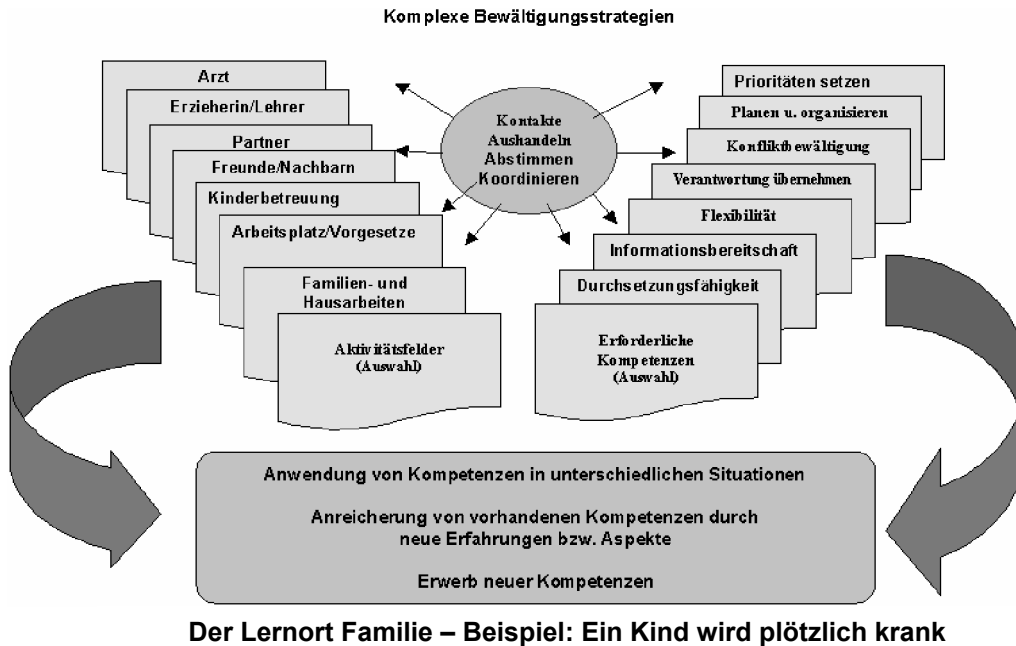 Komplexe Bewältigungsstrategien
Arzt
Erzieherin/Lehrer
Partner
Freunde/Nachbarn
Kinderbetreuung
Arbeitsplatz/Vorgesetze
Familien- und
Hausarbeiten
Aktivitätsfelder
(Auswahl)
Kontakte
Aushandeln
Abstimmen
Koordinieren
Prioritäten setzen
Planen u. organisieren
Konfliktbewältigung
Verantwortung übernehmen
Flexibilität
Informationsbereitschaft
Durchsetzungsfähigkeit
Erforderliche
Kompetenzen
(Auswahl)
Anwendung von Kompetenzen in unterschiedlichen Situationen
Anreicherung von vorhandenen Kompetenzen durch
neue Erfahrungen bzw. Aspekte
Erwerb neuer Kompetenzen
Der Lernort Familie – Beispiel: Ein Kind wird plötzlich krank